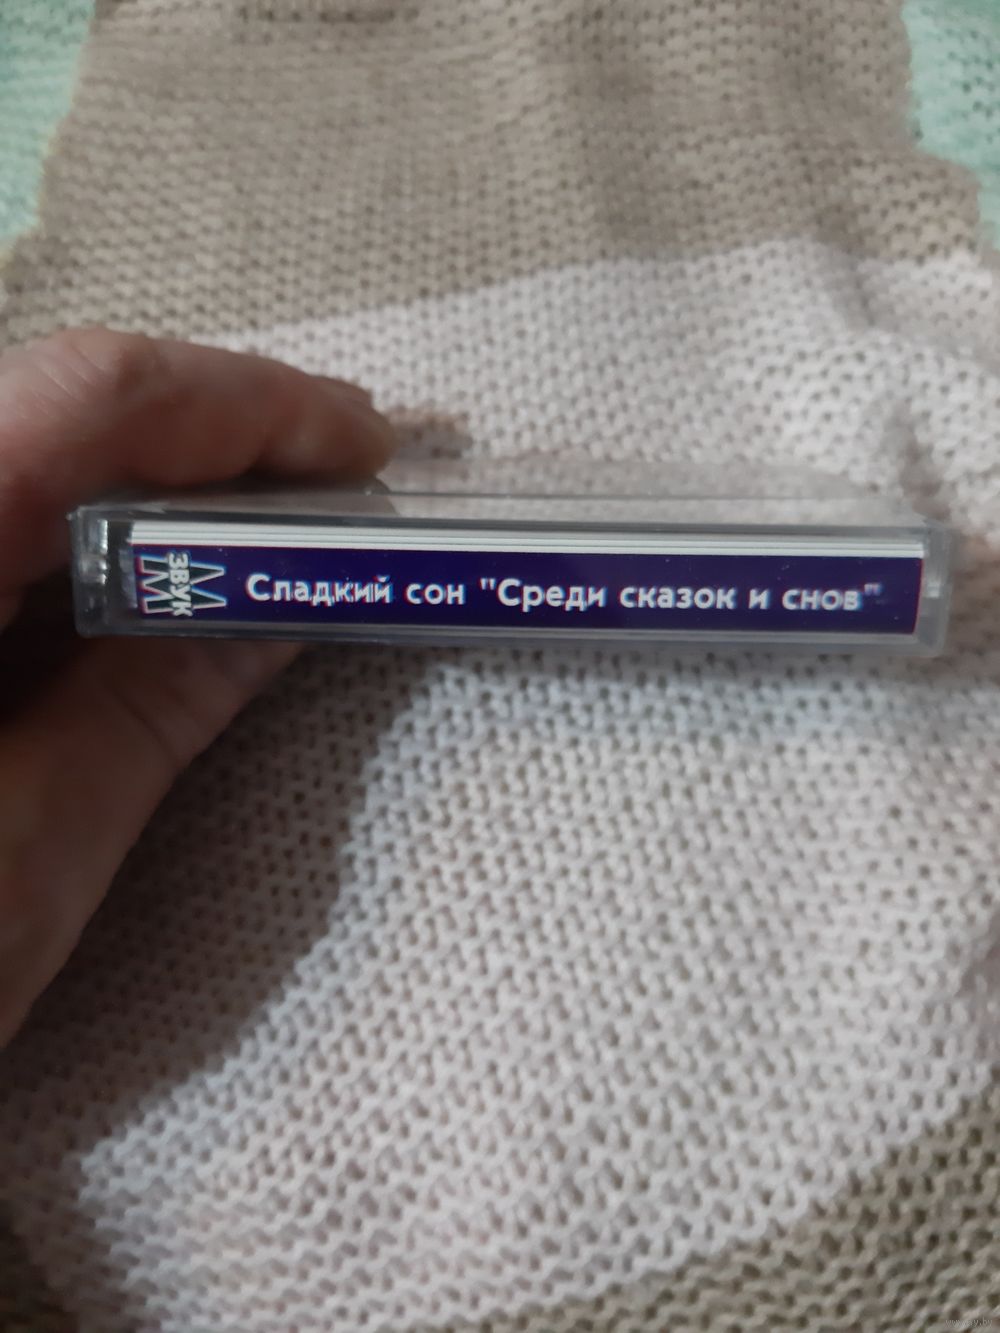 ЗВУК
Сладкий сон "Среди сказок и снов"